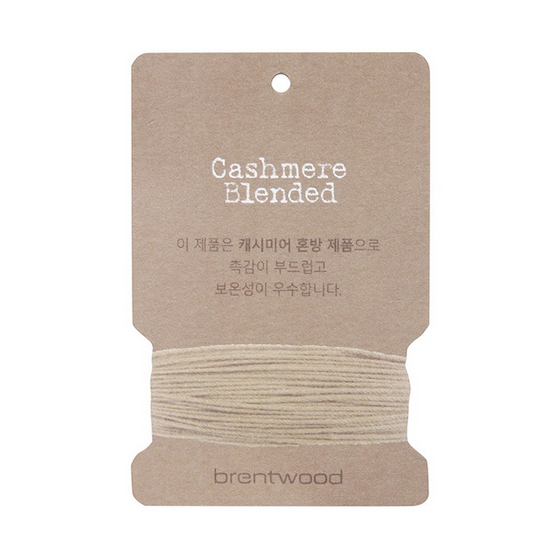 Cashmere
Blended
이 제품은 캐시미어 혼방 제품으로
촉감이 부드럽고
보온성이 우수합니다.
brentwood